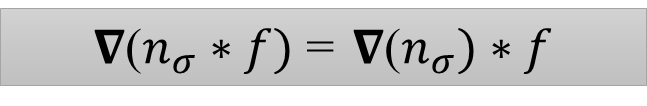 ∇(n_σ * f) = ∇(n_σ) * f